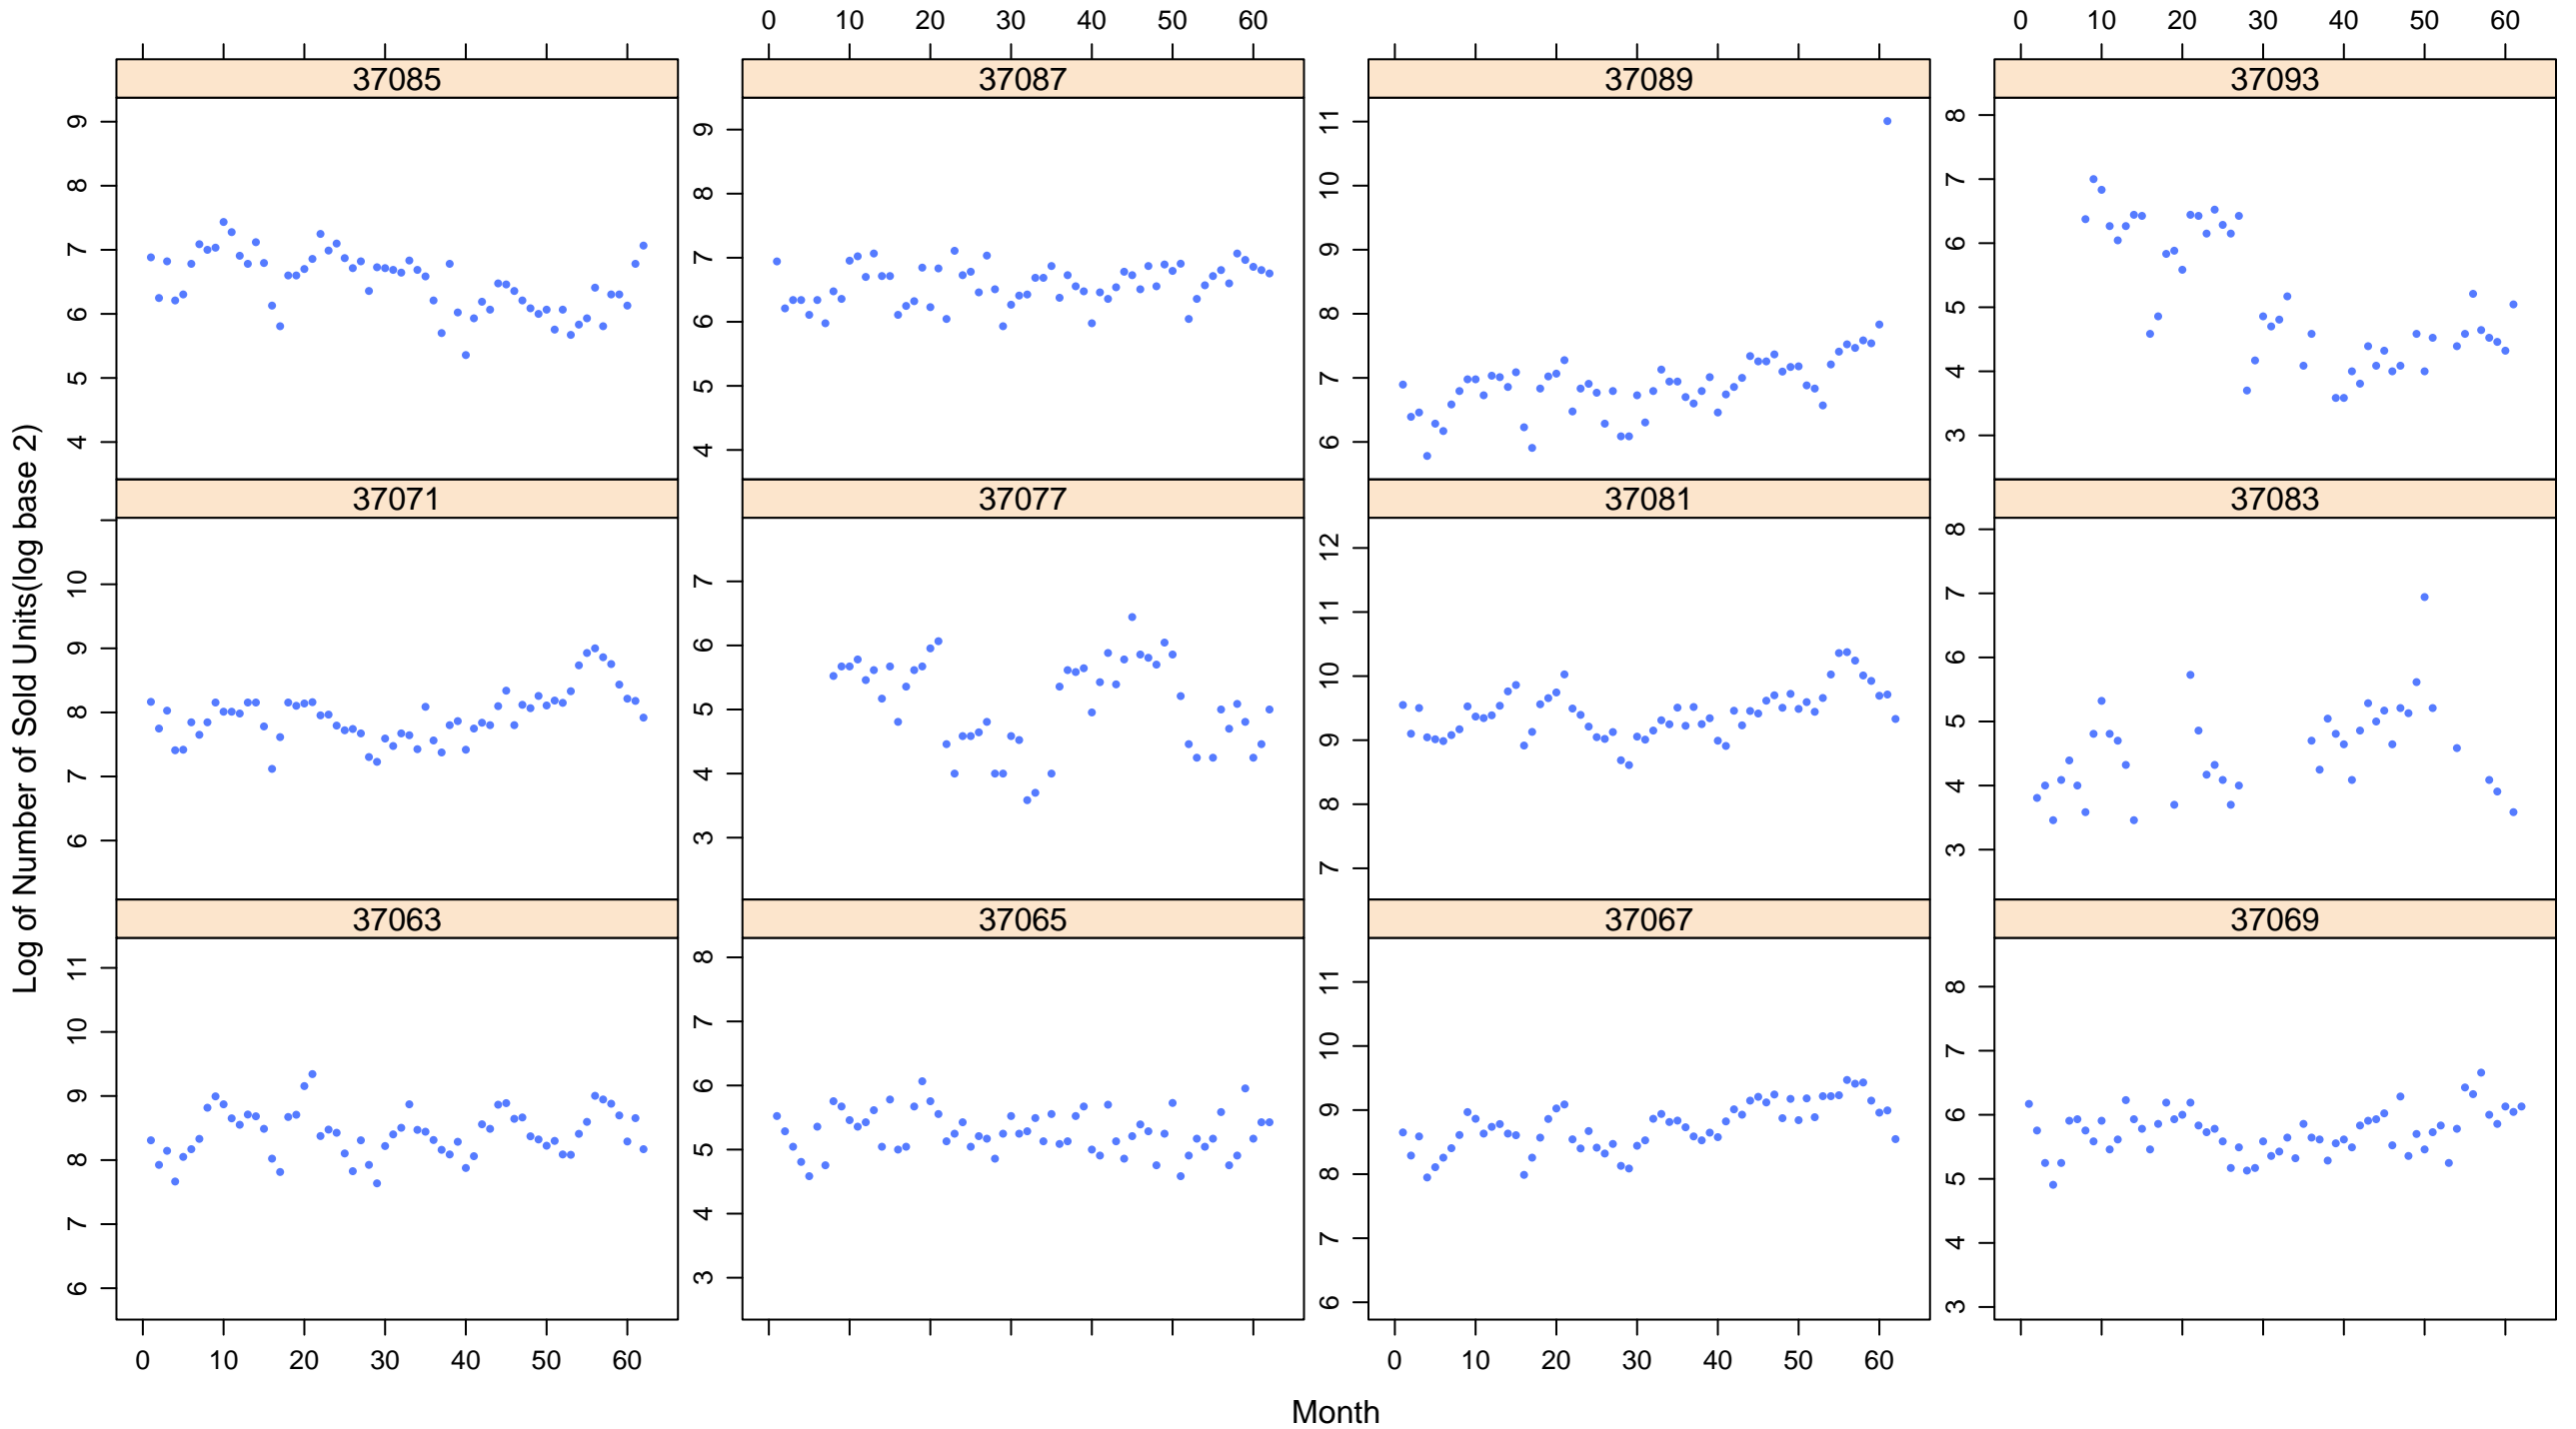 0 10 20 30 40 50 60 0 10 20 30 40 50 60
37085 37087 37089 37093
9 8 7 6 5 4
9 8 7 6 5 4
11 10 9 8 7 6
8 7 6 5 4 3
37071 37077 37081 37083
10 9 8 7 6
7 6 5 4 3
12 11 10 9 8 7
8 7 6 5 4 3
37063 37065 37067 37069
11 10 9 8 7 6
8 7 6 5 4 3
11 10 9 8 7 6
8 7 6 5 4 3
0 10 20 30 40 50 60 0 10 20 30 40 50 60
Month
Log of Number of Sold Units(log base 2)